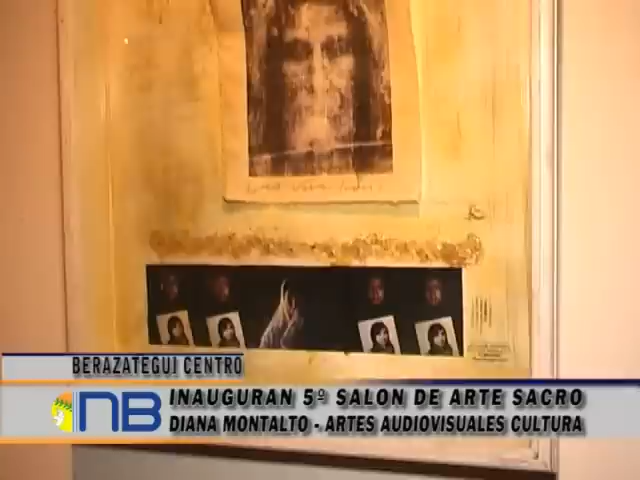 BERAZATEGUI CENTRO
NB
INAUGURAN 5º SALON DE ARTE SACRO
DIANA MONTALTO - ARTES AUDIOVISUALES CULTURA